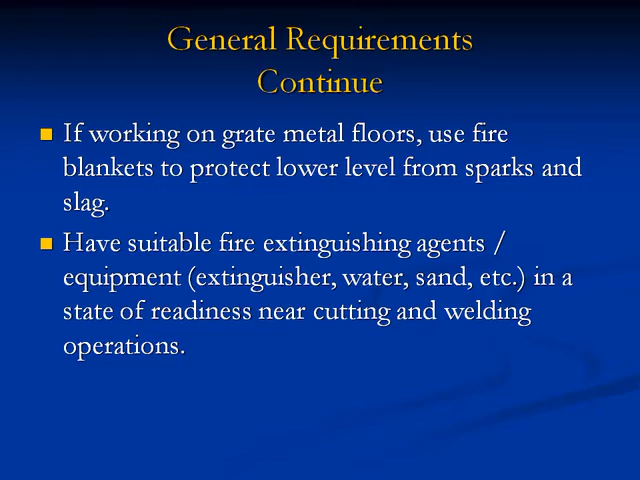 General Requirements
Continue
If working on grate metal floors, use fire
blankets to protect lower level from sparks and
slag.
Have suitable fire extinguishing agents /
equipment (extinguisher, water, sand, etc.) in a
state of readiness near cutting and welding
operations.